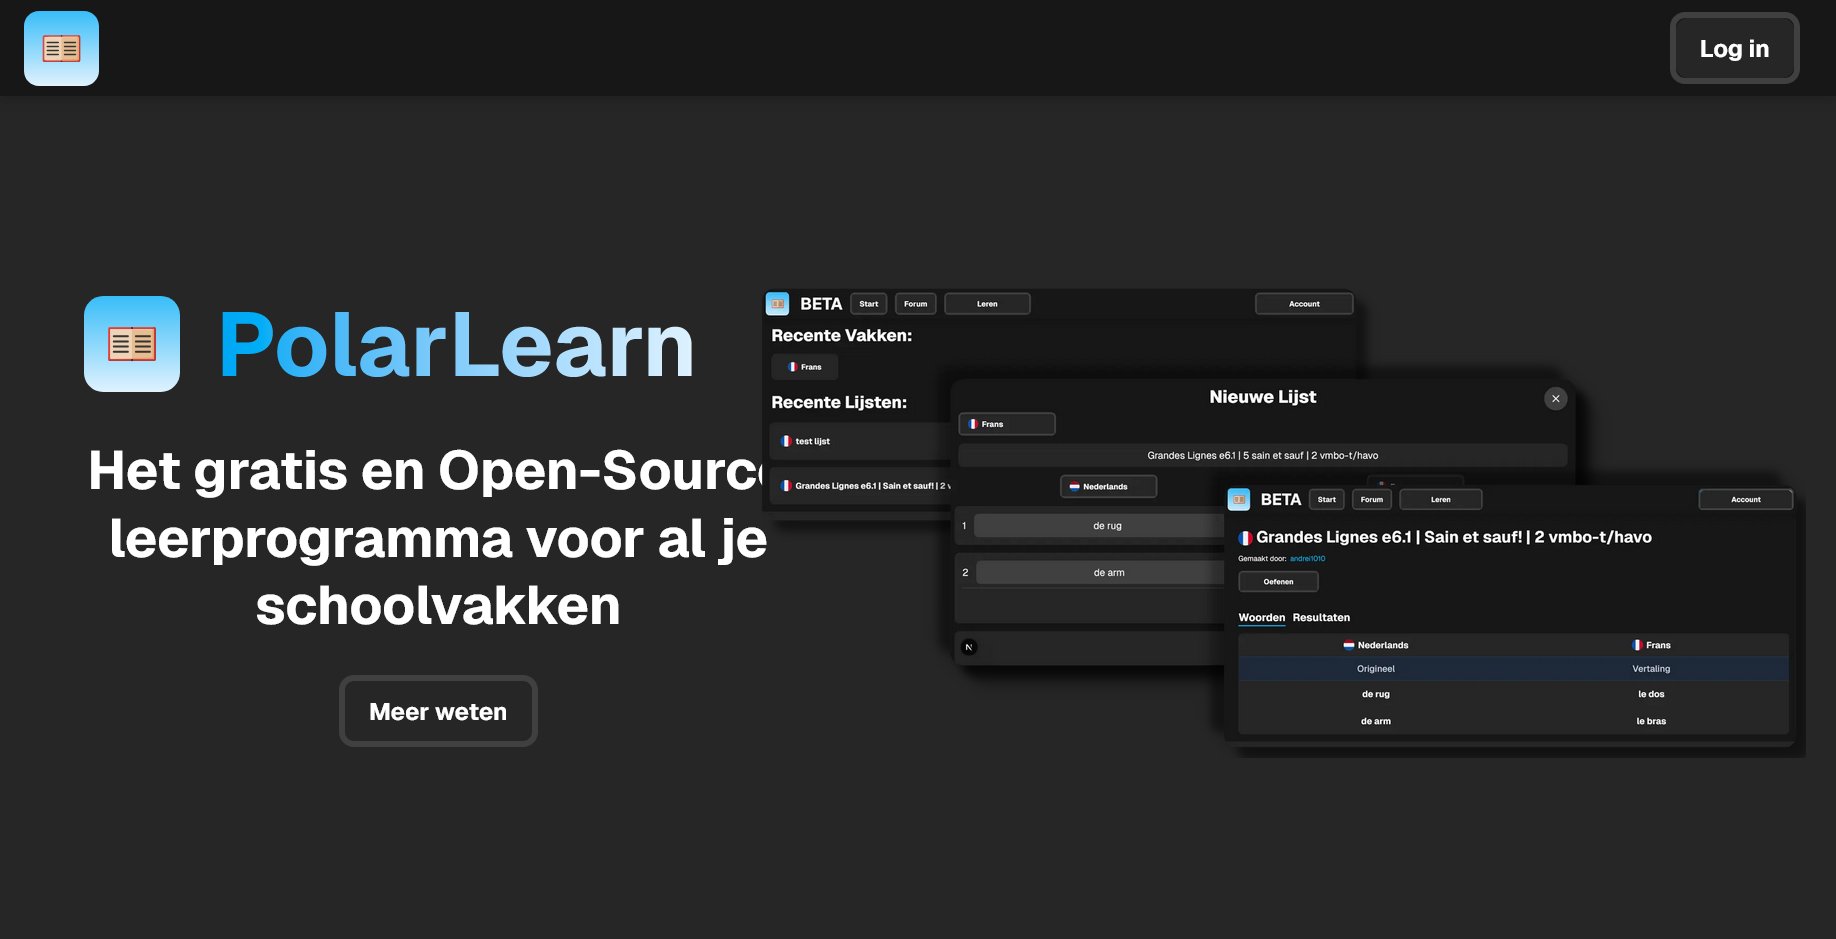 Log in
PolarLearn
Het gratis en Open-Source
leerprogramma voor al je
schoolvakken
Meer weten
BETA Start Forum Leren Account
Recente Vakken:
Frans
Recente Lijsten:
test lijst
Grandes Lignes e6.1 | Sain et sauf! | 2 v
Nieuwe Lijst
Frans
Grandes Lignes e6.1 | 5 sain et sauf | 2 vmbo-t/havo
Nederlands
1 de rug
2 de arm
N
BETA Start Forum Leren Account
Grandes Lignes e6.1 | Sain et sauf! | 2 vmbo-t/havo
Gemaakt door: andrei1010
Oefenen
Woorden Resultaten
Nederlands Frans
Origineel Vertaling
de rug le dos
de arm le bras